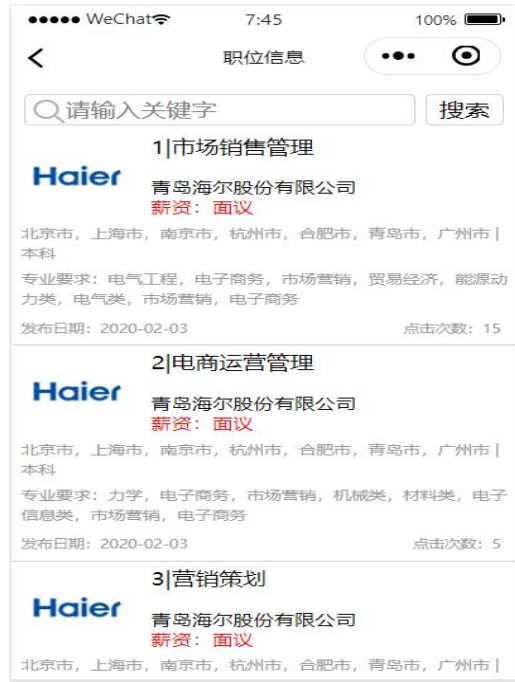 WeChat 7:45 100%
职位信息
请输入关键字 搜索
1|市场销售管理
Haier
青岛海尔股份有限公司
薪资：面议
北京市，上海市，南京市，杭州市，合肥市，青岛市，广州市|
本科
专业要求：电气工程，电子商务，市场营销，贸易经济，能源动
力类，电气类，市场营销，电子商务
发布日期：2020-02-03 点击次数：15
2|电商运营管理
Haier
青岛海尔股份有限公司
薪资：面议
北京市，上海市，南京市，杭州市，合肥市，青岛市，广州市|
本科
专业要求：力学，电子商务，市场营销，机械类，材料类，电子
信息类，市场营销，电子商务
发布日期：2020-02-03 点击次数：5
3|营销策划
Haier
青岛海尔股份有限公司
薪资：面议
北京市，上海市，南京市，杭州市，合肥市，青岛市，广州市|